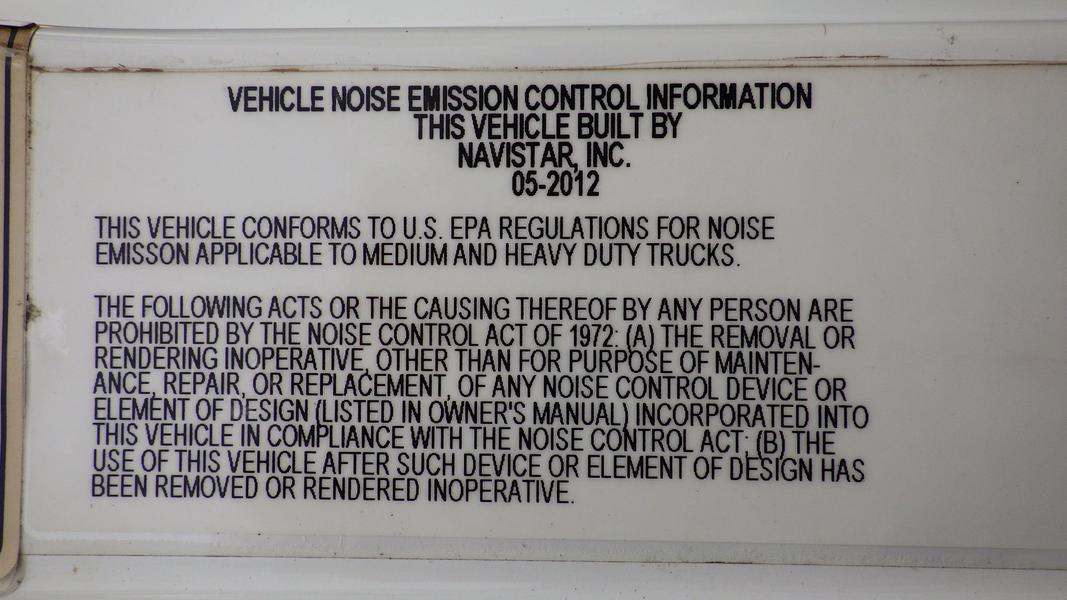 VEHICLE NOISE EMISSION CONTROL INFORMATION
THIS VEHICLE BUILT BY
NAVISTAR, INC.
05-2012
THIS VEHICLE CONFORMS TO U.S. EPA REGULATIONS FOR NOISE
EMISSON APPLICABLE TO MEDIUM AND HEAVY DUTY TRUCKS.
THE FOLLOWING ACTS OR THE CAUSING THEREOF BY ANY PERSON ARE
PROHIBITED BY THE NOISE CONTROL ACT OF 1972: (A) THE REMOVAL OR
RENDERING INOPERATIVE, OTHER THAN FOR PURPOSE OF MAINTEN-
ANCE, REPAIR, OR REPLACEMENT, OF ANY NOISE CONTROL DEVICE OR
ELEMENT OF DESIGN (LISTED IN OWNER'S MANUAL) INCORPORATED INTO
THIS VEHICLE IN COMPLIANCE WITH THE NOISE CONTROL ACT; (B) THE
USE OF THIS VEHICLE AFTER SUCH DEVICE OR ELEMENT OF DESIGN HAS
BEEN REMOVED OR RENDERED INOPERATIVE.